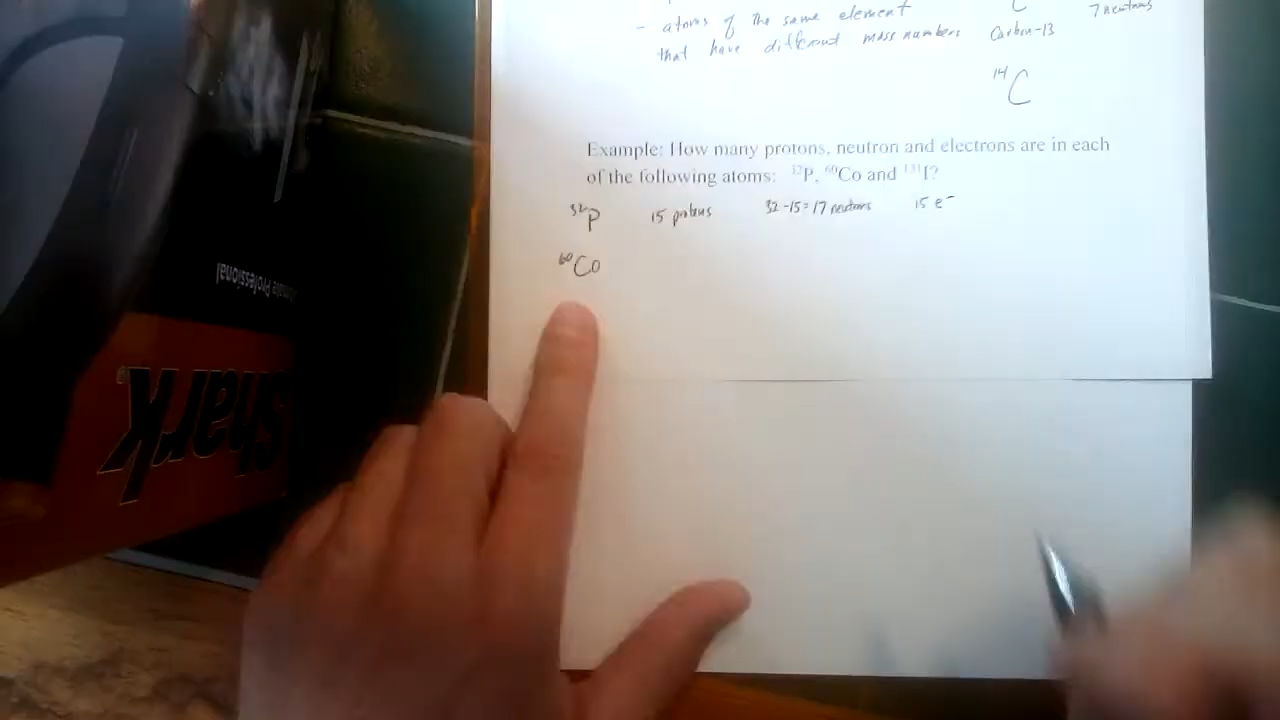 - atoms of the same element
that have different mass numbers
C
Carbon-13
7 neutrons
14C
Example: How many protons, neutron and electrons are in each
of the following atoms: 32P, 60Co and 131I?
32P 15 protons 32-15=17 neutrons 15 e-
60Co
Professional
Shark